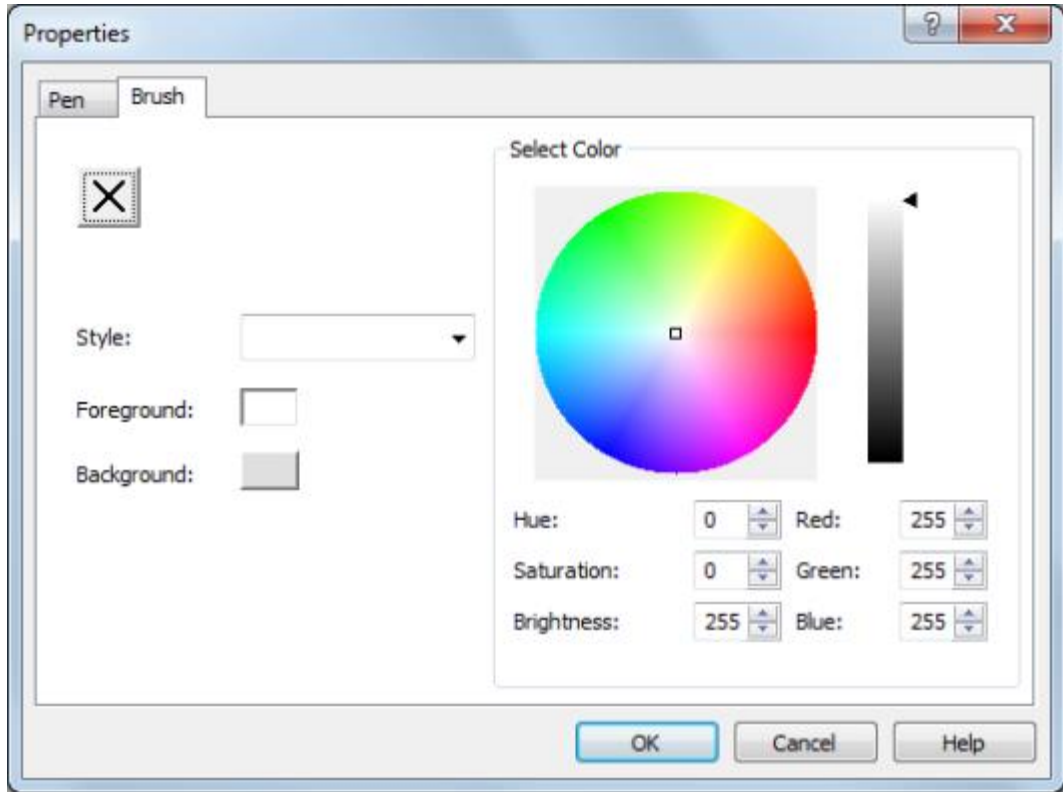 Properties
Pen Brush
Select Color
Style:
Foreground:
Background:
Hue: 0 Red: 255
Saturation: 0 Green: 255
Brightness: 255 Blue: 255
OK Cancel Help